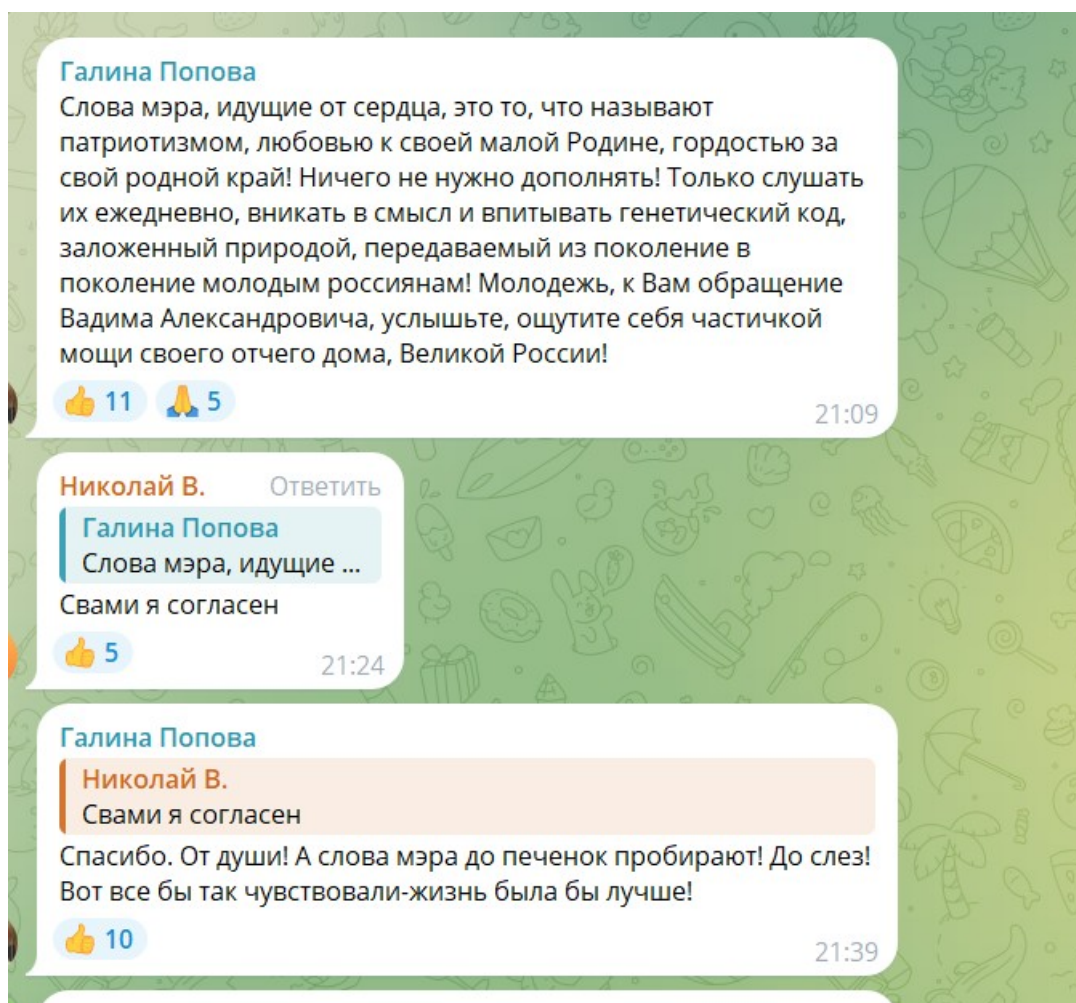 Галина Попова
Слова мэра, идущие от сердца, это то, что называют
патриотизмом, любовью к своей малой Родине, гордостью за
свой родной край! Ничего не нужно дополнять! Только слушать
их ежедневно, вникать в смысл и впитывать генетический код,
заложенный природой, передаваемый из поколение в
поколение молодым россиянам! Молодежь, к Вам обращение
Вадима Александровича, услышьте, ощутите себя частичкой
мощи своего отчего дома, Великой России!
👍 11 🙏 5 21:09
Николай В. Ответить
Галина Попова
Слова мэра, идущие ...
Свами я согласен
👍 5 21:24
Галина Попова
Николай В.
Свами я согласен
Спасибо. От души! А слова мэра до печенок пробирают! До слез!
Вот все бы так чувствовали-жизнь была бы лучше!
👍 10 21:39